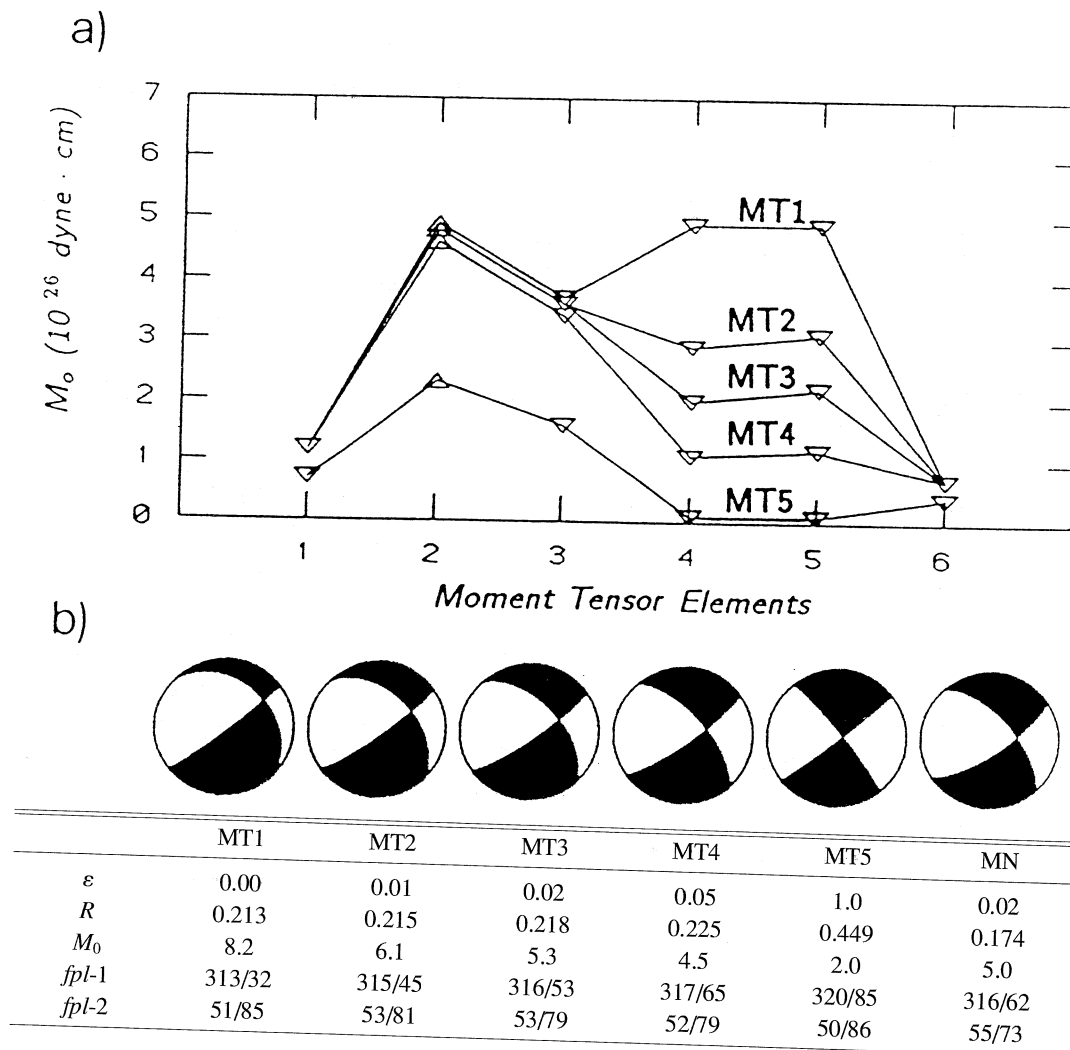 a)
7
6
5
4
3
2
1
0
M₀ (10 ²⁶ dyne · cm)
MT1
MT2
MT3
MT4
MT5
1 2 3 4 5 6
Moment Tensor Elements
b)
MT1 MT2 MT3 MT4 MT5 MN
ε 0.00 0.01 0.02 0.05 1.0 0.02
R 0.213 0.215 0.218 0.225 0.449 0.174
M₀ 8.2 6.1 5.3 4.5 2.0 5.0
fpl-1 313/32 315/45 316/53 317/65 320/85 316/62
fpl-2 51/85 53/81 53/79 52/79 50/86 55/73